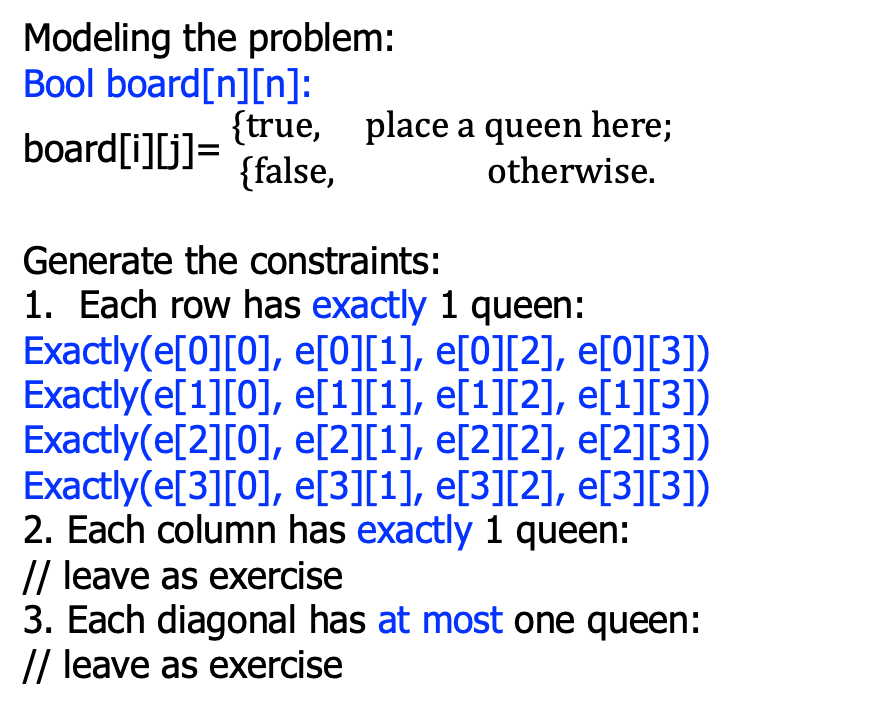 Modeling the problem:
Bool board[n][n]:
board[i][j]= {true, place a queen here;
{false, otherwise.
Generate the constraints:
1. Each row has exactly 1 queen:
Exactly(e[0][0], e[0][1], e[0][2], e[0][3])
Exactly(e[1][0], e[1][1], e[1][2], e[1][3])
Exactly(e[2][0], e[2][1], e[2][2], e[2][3])
Exactly(e[3][0], e[3][1], e[3][2], e[3][3])
2. Each column has exactly 1 queen:
// leave as exercise
3. Each diagonal has at most one queen:
// leave as exercise